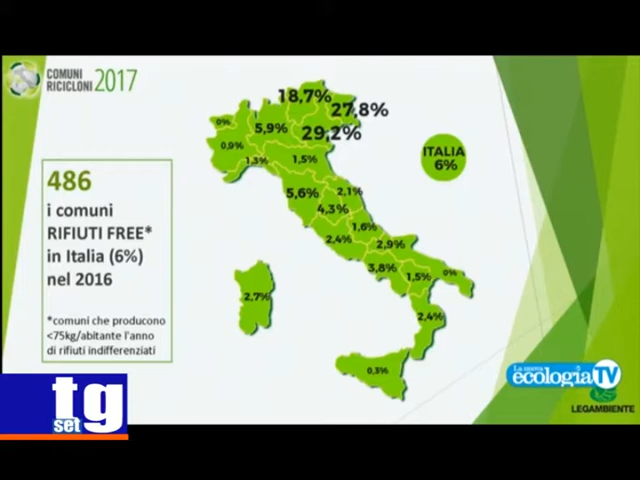 COMUNI
RICICLONI 2017
18,7%
27,8%
0%
5,9%
29,2%
0,9%
1,3%
1,5%
ITALIA
6%
5,6%
2,1%
4,3%
1,6%
2,4%
2,9%
3,8%
1,5%
0%
2,7%
2,4%
0,3%
486
i comuni
RIFIUTI FREE*
in Italia (6%)
nel 2016
*comuni che producono
<75kg/abitante l'anno
di rifiuti indifferenziati
La nuova
ecologia TV
LEGAMBIENTE
tg
set